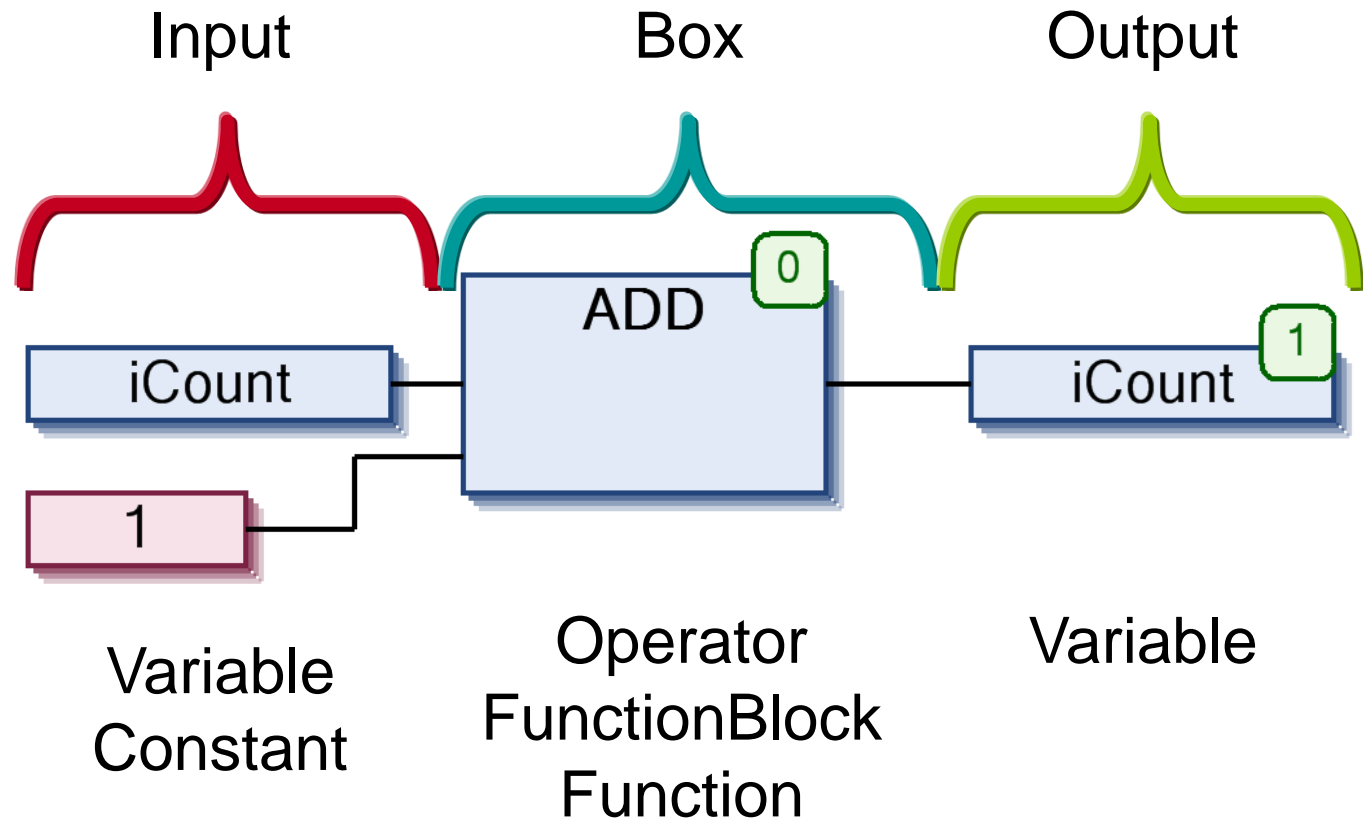 Input
Box
Output
0
ADD
1
iCount
iCount
1
Variable
Constant
Operator
FunctionBlock
Function
Variable